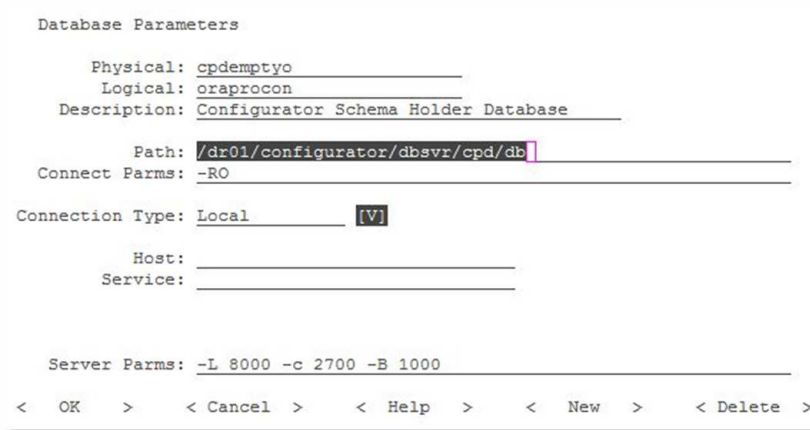 Database Parameters
Physical: cpdemptyo
Logical: oraprocon
Description: Configurator Schema Holder Database
Path: /dr01/configurator/dbsvr/cpd/db
Connect Parms: -RO
Connection Type: Local [V]
Host:
Service:
Server Parms: -L 8000 -c 2700 -B 1000
< OK > < Cancel > < Help > < New > < Delete >